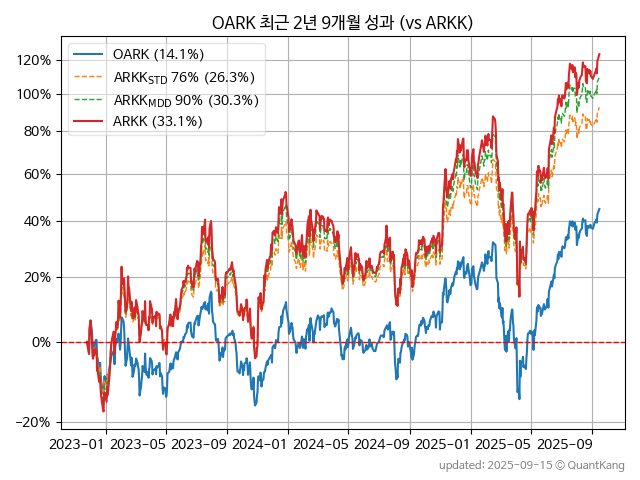 OARK 최근 2년 9개월 성과 (vs ARKK)
OARK (14.1%)
ARKK_STD 76% (26.3%)
ARKK_MDD 90% (30.3%)
ARKK (33.1%)
120%
100%
80%
60%
40%
20%
0%
−20%
2023-01 2023-05 2023-09 2024-01 2024-05 2024-09 2025-01 2025-05 2025-09
updated: 2025-09-15 © QuantKang